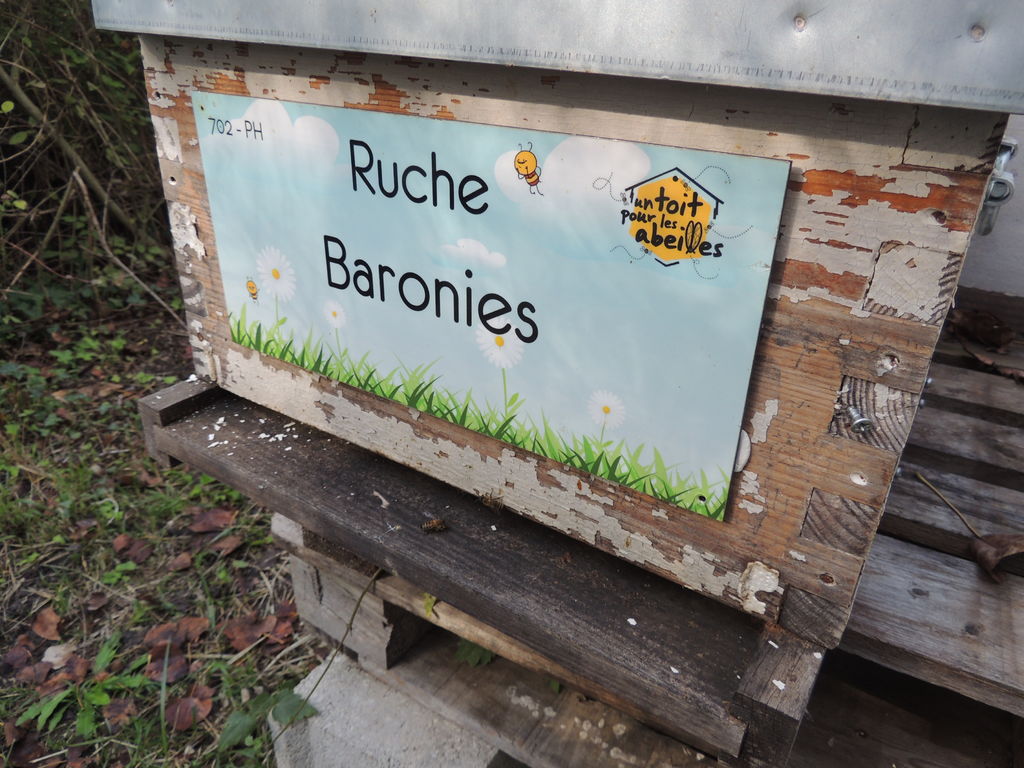 702 - PH
Ruche
Baronies
un toit
pour les
abeilles